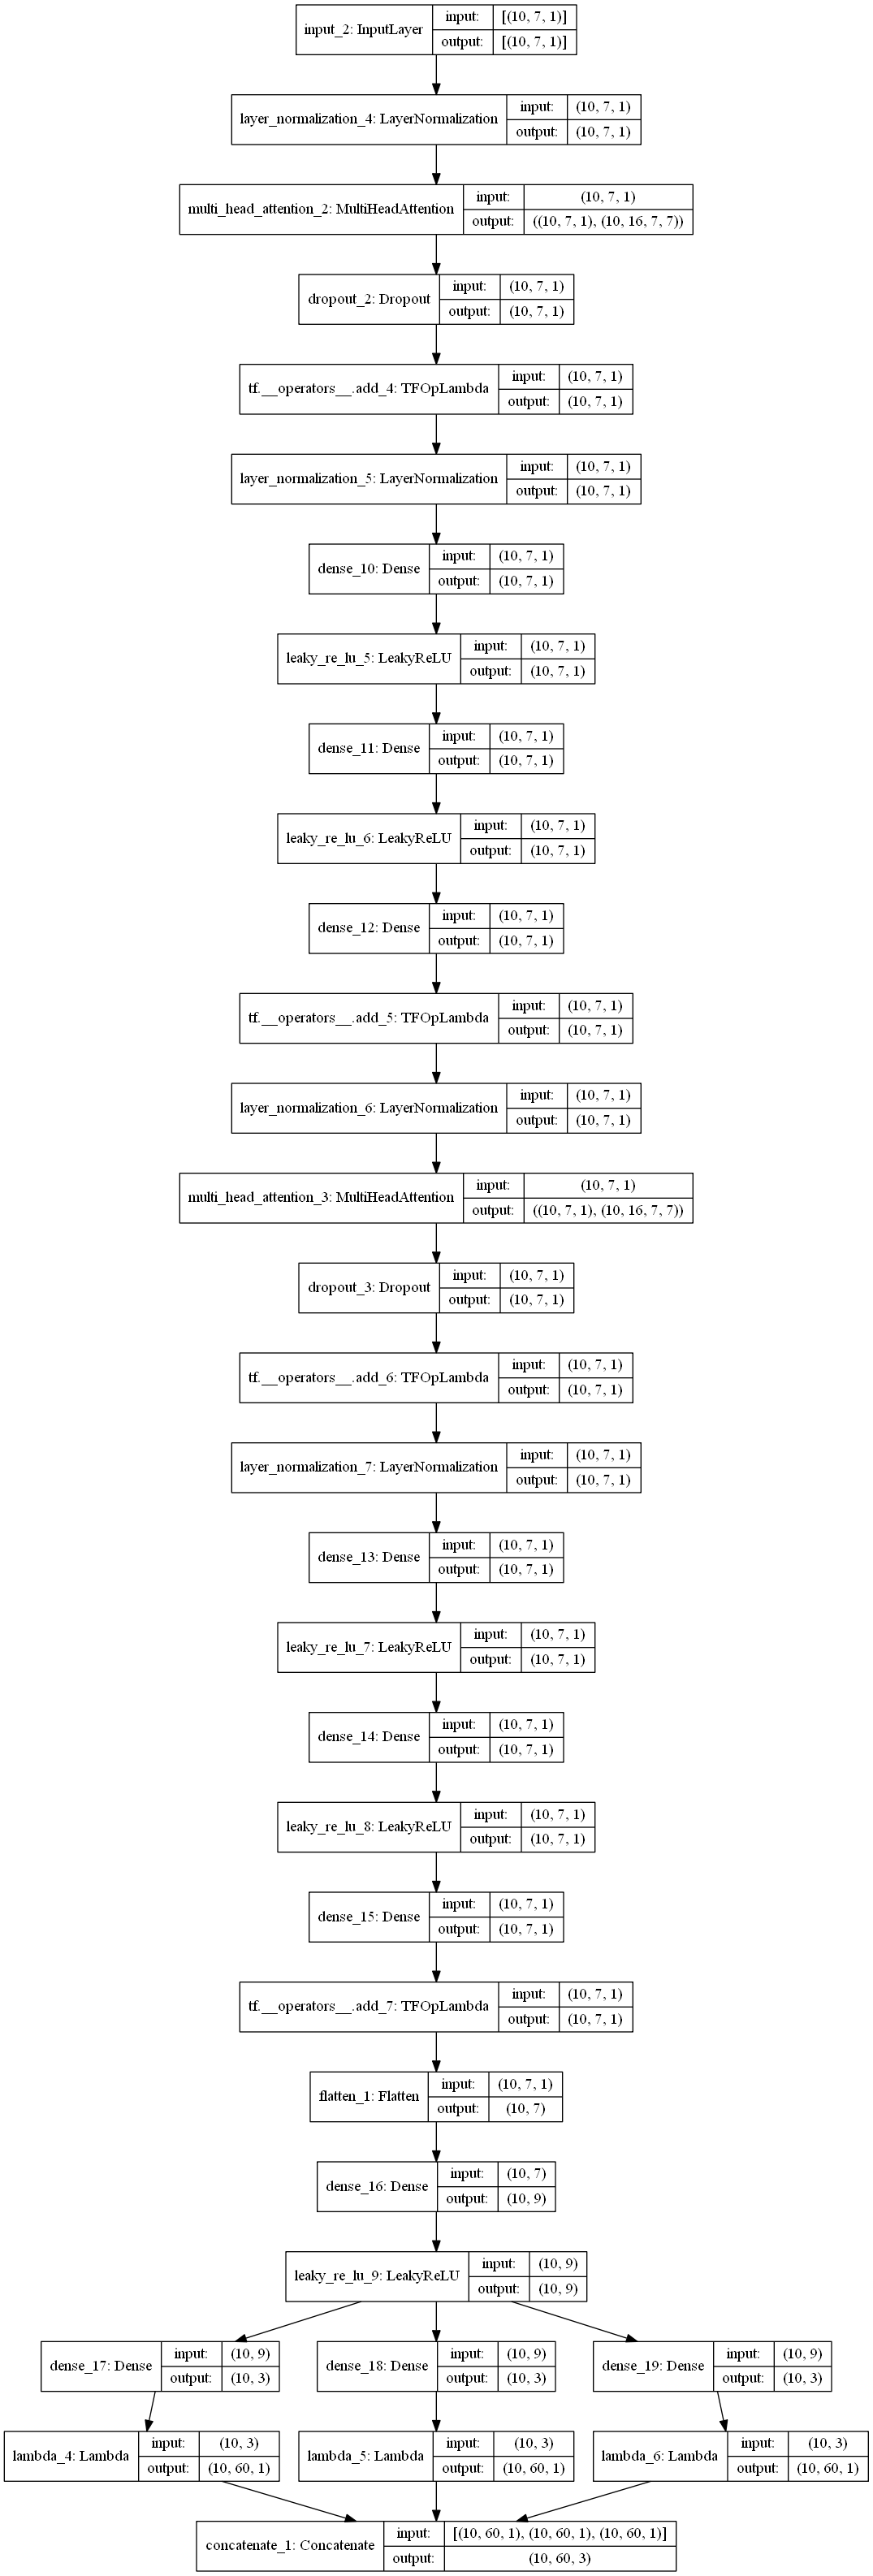 input_2: InputLayer
input: [(10, 7, 1)]
output: [(10, 7, 1)]
layer_normalization_4: LayerNormalization
input: (10, 7, 1)
output: (10, 7, 1)
multi_head_attention_2: MultiHeadAttention
input: (10, 7, 1)
output: ((10, 7, 1), (10, 16, 7, 7))
dropout_2: Dropout
input: (10, 7, 1)
output: (10, 7, 1)
tf.__operators__.add_4: TFOpLambda
input: (10, 7, 1)
output: (10, 7, 1)
layer_normalization_5: LayerNormalization
input: (10, 7, 1)
output: (10, 7, 1)
dense_10: Dense
input: (10, 7, 1)
output: (10, 7, 1)
leaky_re_lu_5: LeakyReLU
input: (10, 7, 1)
output: (10, 7, 1)
dense_11: Dense
input: (10, 7, 1)
output: (10, 7, 1)
leaky_re_lu_6: LeakyReLU
input: (10, 7, 1)
output: (10, 7, 1)
dense_12: Dense
input: (10, 7, 1)
output: (10, 7, 1)
tf.__operators__.add_5: TFOpLambda
input: (10, 7, 1)
output: (10, 7, 1)
layer_normalization_6: LayerNormalization
input: (10, 7, 1)
output: (10, 7, 1)
multi_head_attention_3: MultiHeadAttention
input: (10, 7, 1)
output: ((10, 7, 1), (10, 16, 7, 7))
dropout_3: Dropout
input: (10, 7, 1)
output: (10, 7, 1)
tf.__operators__.add_6: TFOpLambda
input: (10, 7, 1)
output: (10, 7, 1)
layer_normalization_7: LayerNormalization
input: (10, 7, 1)
output: (10, 7, 1)
dense_13: Dense
input: (10, 7, 1)
output: (10, 7, 1)
leaky_re_lu_7: LeakyReLU
input: (10, 7, 1)
output: (10, 7, 1)
dense_14: Dense
input: (10, 7, 1)
output: (10, 7, 1)
leaky_re_lu_8: LeakyReLU
input: (10, 7, 1)
output: (10, 7, 1)
dense_15: Dense
input: (10, 7, 1)
output: (10, 7, 1)
tf.__operators__.add_7: TFOpLambda
input: (10, 7, 1)
output: (10, 7, 1)
flatten_1: Flatten
input: (10, 7, 1)
output: (10, 7)
dense_16: Dense
input: (10, 7)
output: (10, 9)
leaky_re_lu_9: LeakyReLU
input: (10, 9)
output: (10, 9)
dense_17: Dense
input: (10, 9)
output: (10, 3)
dense_18: Dense
input: (10, 9)
output: (10, 3)
dense_19: Dense
input: (10, 9)
output: (10, 3)
lambda_4: Lambda
input: (10, 3)
output: (10, 60, 1)
lambda_5: Lambda
input: (10, 3)
output: (10, 60, 1)
lambda_6: Lambda
input: (10, 3)
output: (10, 60, 1)
concatenate_1: Concatenate
input: [(10, 60, 1), (10, 60, 1), (10, 60, 1)]
output: (10, 60, 3)